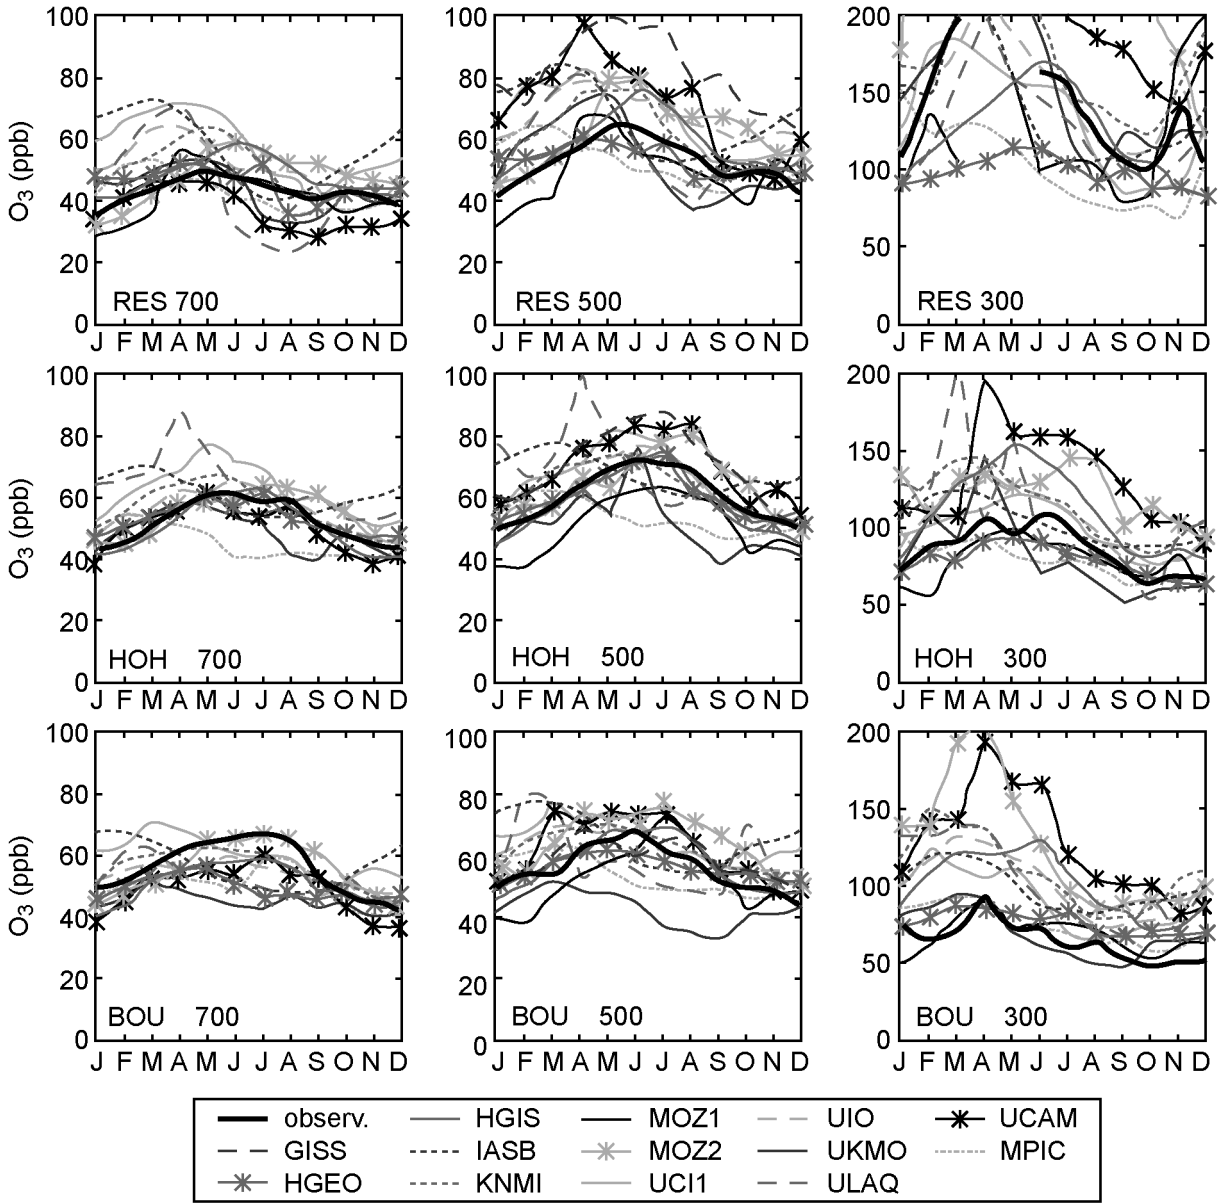 100 100 200
80 80 150
O3 (ppb) 60 60 100
40 40 50
20 20
RES 700 RES 500 RES 300
0 0 0
J F M A M J J A S O N D J F M A M J J A S O N D J F M A M J J A S O N D
100 100 200
80 80 150
O3 (ppb) 60 60 100
40 40 50
20 20
HOH 700 HOH 500 HOH 300
0 0 0
J F M A M J J A S O N D J F M A M J J A S O N D J F M A M J J A S O N D
100 100 200
80 80 150
O3 (ppb) 60 60 100
40 40 50
20 20
BOU 700 BOU 500 BOU 300
0 0 0
J F M A M J J A S O N D J F M A M J J A S O N D J F M A M J J A S O N D
observ. HGIS MOZ1 UIO UCAM
GISS IASB MOZ2 UKMO MPIC
HGEO KNMI UCI1 ULAQ